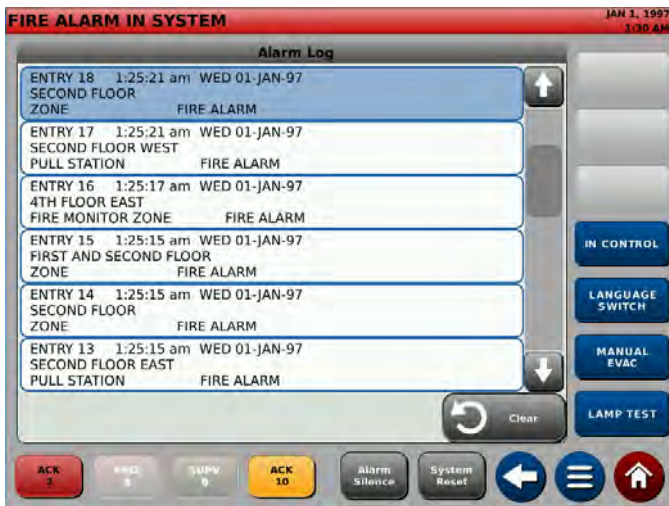 FIRE ALARM IN SYSTEM
JAN 1, 1997
1:30 AM
Alarm Log
ENTRY 18 1:25:21 am WED 01-JAN-97
SECOND FLOOR
ZONE FIRE ALARM
ENTRY 17 1:25:21 am WED 01-JAN-97
SECOND FLOOR WEST
PULL STATION FIRE ALARM
ENTRY 16 1:25:17 am WED 01-JAN-97
4TH FLOOR EAST
FIRE MONITOR ZONE FIRE ALARM
ENTRY 15 1:25:15 am WED 01-JAN-97
FIRST AND SECOND FLOOR
ZONE FIRE ALARM
ENTRY 14 1:25:15 am WED 01-JAN-97
SECOND FLOOR
ZONE FIRE ALARM
ENTRY 13 1:25:15 am WED 01-JAN-97
SECOND FLOOR EAST
PULL STATION FIRE ALARM
Clear
IN CONTROL
LANGUAGE
SWITCH
MANUAL
EVAC
LAMP TEST
ACK
SUPV
0
ACK
10
Alarm
Silence
System
Reset